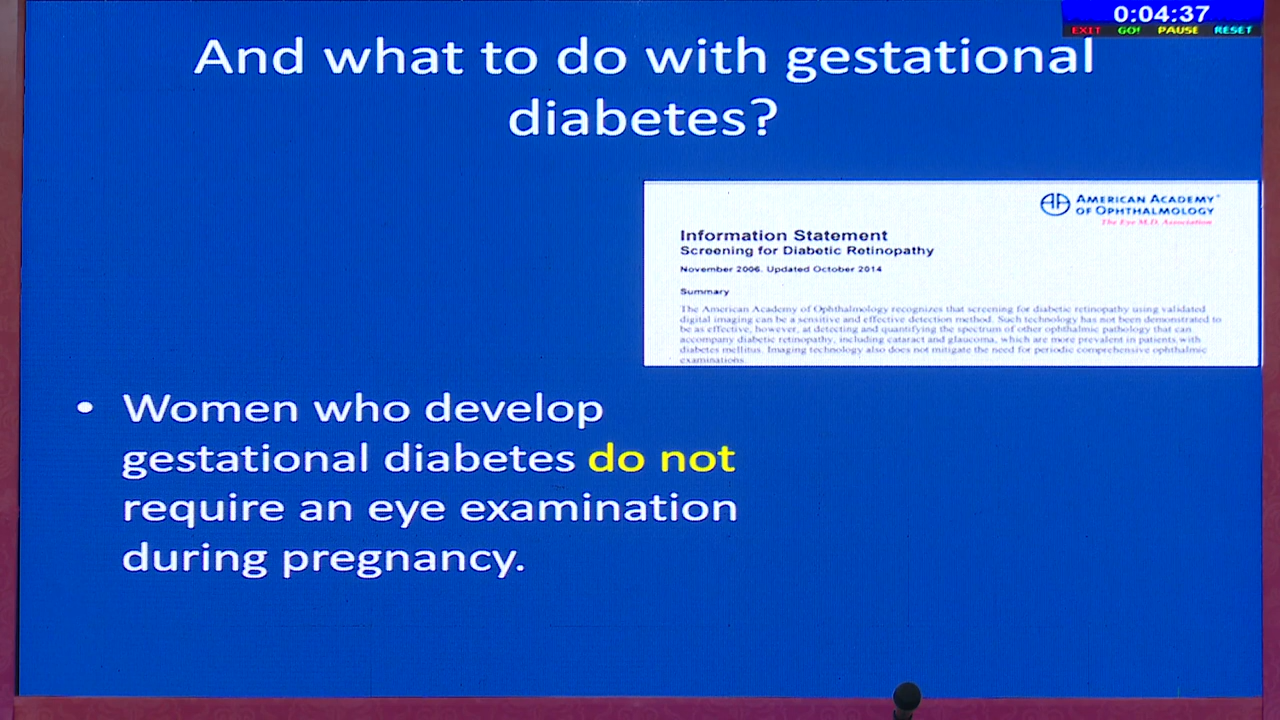 0:04:37
EXIT GO! PAUSE RESET
And what to do with gestational
diabetes?
AMERICAN ACADEMY
OF OPHTHALMOLOGY
The Eye M.D. Association
Information Statement
Screening for Diabetic Retinopathy
November 2006. Updated October 2014
Summary
The American Academy of Ophthalmology recognizes that screening for diabetic retinopathy using validated
digital imaging can be a sensitive and effective detection method. Such technology has not been demonstrated to
be as effective, however, at detecting and quantifying the spectrum of other ophthalmic pathology that can
accompany diabetic retinopathy, including cataract and glaucoma, which are more prevalent in patients with
diabetes mellitus. Imaging technology also does not mitigate the need for periodic comprehensive ophthalmic
examinations.
• Women who develop
gestational diabetes do not
require an eye examination
during pregnancy.